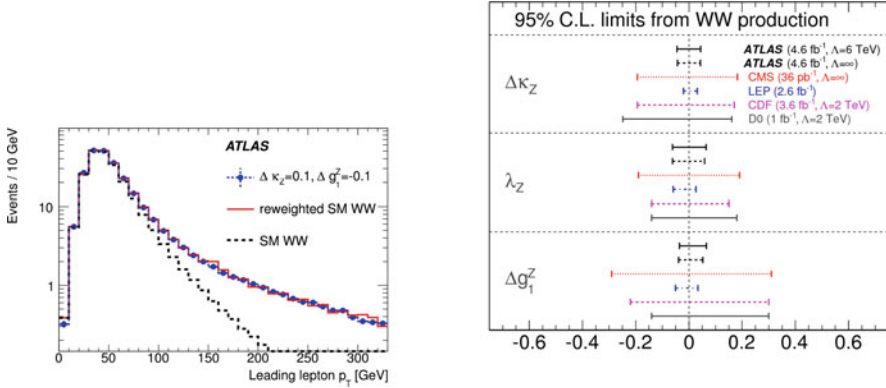 ATLAS
Δ κZ=0.1, Δ g₁ᶻ=-0.1
reweighted SM WW
SM WW
Events / 10 GeV
10
1
0 50 100 150 200 250 300
Leading lepton pT [GeV]
95% C.L. limits from WW production
ATLAS (4.6 fb⁻¹, Λ=6 TeV)
ATLAS (4.6 fb⁻¹, Λ=∞)
CMS (36 pb⁻¹, Λ=∞)
LEP (2.6 fb⁻¹)
CDF (3.6 fb⁻¹, Λ=2 TeV)
D0 (1 fb⁻¹, Λ=2 TeV)
ΔκZ
λZ
Δg₁ᶻ
-0.6 -0.4 -0.2 0 0.2 0.4 0.6